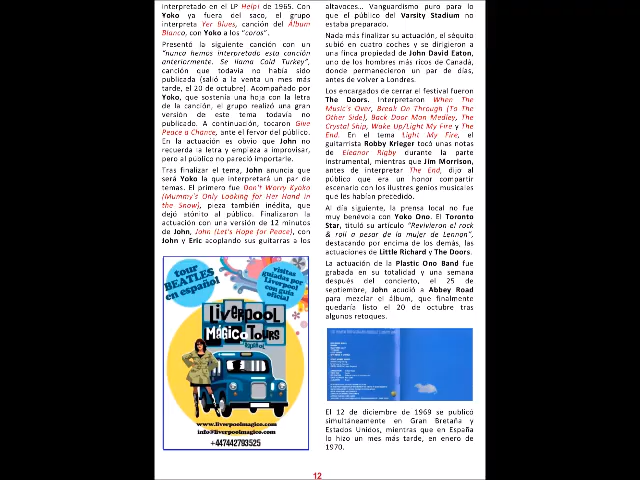 interpretado en el LP Help! de 1965. Con
Yoko ya fuera del saco, el grupo
interpreta Yer Blues, canción del Álbum
Blanco, con Yoko a los "coros".
Presentó la siguiente canción con un
"nunca hemos interpretado esta canción
anteriormente. Se llama Cold Turkey",
canción que todavía no había sido
publicada (salió a la venta un mes más
tarde, el 20 de octubre). Acompañado por
Yoko, que sostenía una hoja con la letra
de la canción, el grupo realizó una gran
versión de este tema todavía no
publicado. A continuación, tocaron Give
Peace a Chance, ante el fervor del público.
En la actuación es obvio que John no
recuerda la letra y empieza a improvisar,
pero al público no pareció importarle.
Tras finalizar el tema, John anuncia que
será Yoko la que interpretará un par de
temas. El primero fue Don't Worry Kyoko
(Mummy's Only Looking for Her Hand in
the Snow), pieza también inédita, que
dejó atónito al público. Finalizaron la
actuación con una versión de 12 minutos
de John, John (Let's Hope for Peace), con
John y Eric acoplando sus guitarras a los
tour
BEATLES
en español
visitas
guiadas por
Liverpool
con guía
oficial
LIVERPOOL
MÁGICO TOURS
en español
www.liverpoolmagico.com
info@liverpoolmagico.com
+447442793525
altavoces... Vanguardismo puro para lo
que el público del Varsity Stadium no
estaba preparado.
Nada más finalizar su actuación, el séquito
subió en cuatro coches y se dirigieron a
una finca propiedad de John David Eaton,
uno de los hombres más ricos de Canadá,
donde permanecieron un par de días,
antes de volver a Londres.
Los encargados de cerrar el festival fueron
The Doors. Interpretaron When The
Music's Over, Break On Through (To The
Other Side), Back Door Man Medley, The
Crystal Ship, Wake Up/Light My Fire y The
End. En el tema Light My Fire, el
guitarrista Robby Krieger tocó unas notas
de Eleanor Rigby durante la parte
instrumental, mientras que Jim Morrison,
antes de interpretar The End, dijo al
público que era un honor compartir
escenario con los ilustres genios musicales
que les habían precedido.
Al día siguiente, la prensa local no fue
muy benévola con Yoko Ono. El Toronto
Star, tituló su artículo "Revivieron el rock
& roll a pesar de la mujer de Lennon",
destacando por encima de los demás, las
actuaciones de Little Richard y The Doors.
La actuación de la Plastic Ono Band fue
grabada en su totalidad y una semana
después del concierto, el 25 de
septiembre, John acudió a Abbey Road
para mezclar el álbum, que finalmente
quedaría listo el 20 de octubre tras
algunos retoques.
El 12 de diciembre de 1969 se publicó
simultáneamente en Gran Bretaña y
Estados Unidos, mientras que en España
lo hizo un mes más tarde, en enero de
1970.
12